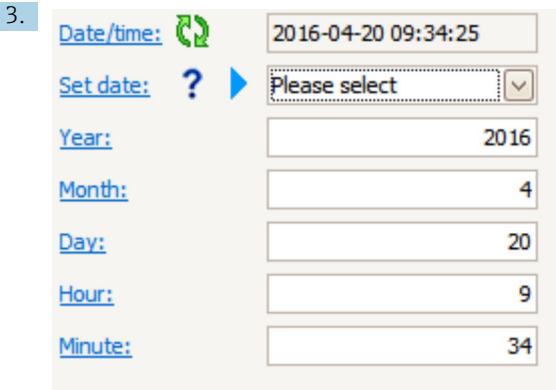 3.
Date/time: 2016-04-20 09:34:25
Set date: ? Please select
Year: 2016
Month: 4
Day: 20
Hour: 9
Minute: 34